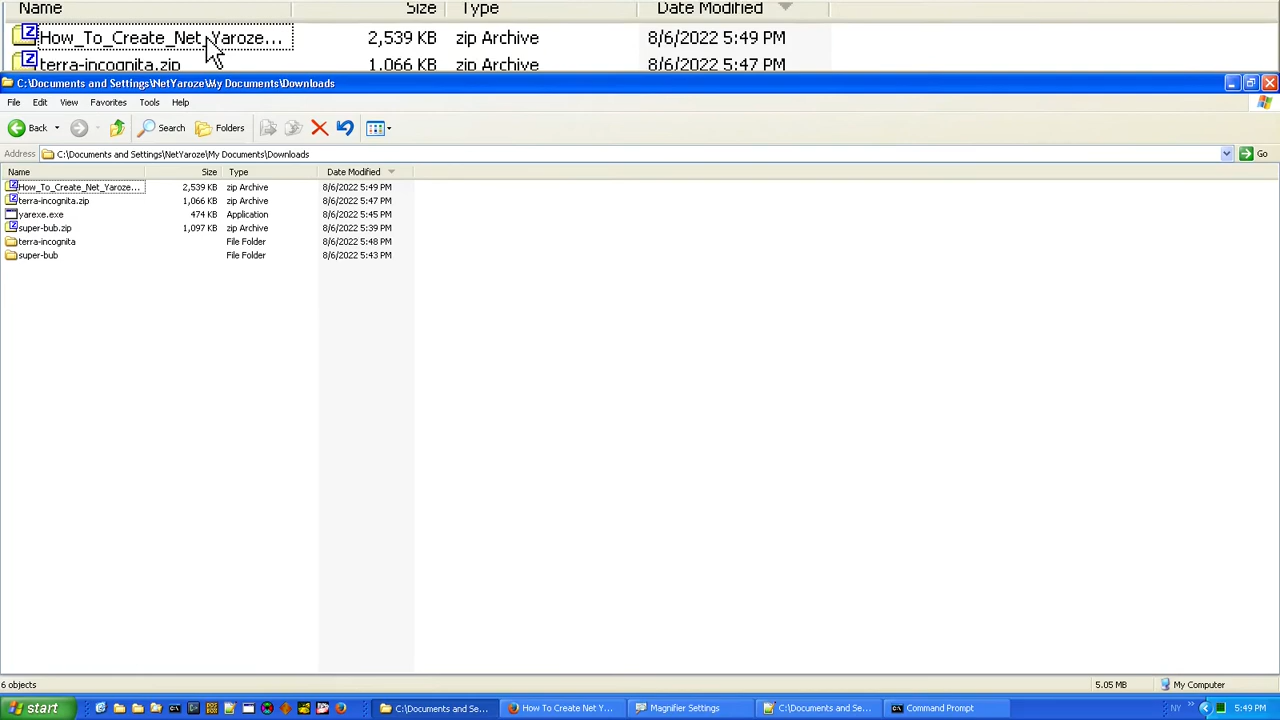 Name Size Type Date Modified
How_To_Create_Net_Yaroze... 2,539 KB zip Archive 8/6/2022 5:49 PM
terra-incognita.zip 1,066 KB zip Archive 8/6/2022 5:47 PM
C:\Documents and Settings\NetYaroze\My Documents\Downloads
File Edit View Favorites Tools Help
Back Search Folders
Address C:\Documents and Settings\NetYaroze\My Documents\Downloads Go
Name Size Type Date Modified
How_To_Create_Net_Yaroze... 2,539 KB zip Archive 8/6/2022 5:49 PM
terra-incognita.zip 1,066 KB zip Archive 8/6/2022 5:47 PM
yarexe.exe 474 KB Application 8/6/2022 5:45 PM
super-bub.zip 1,097 KB zip Archive 8/6/2022 5:39 PM
terra-incognita File Folder 8/6/2022 5:48 PM
super-bub File Folder 8/6/2022 5:43 PM
6 objects 5.05 MB My Computer
start C:\Documents and Se... How To Create Net Y... Magnifier Settings C:\Documents and Se... Command Prompt NY 5:49 PM